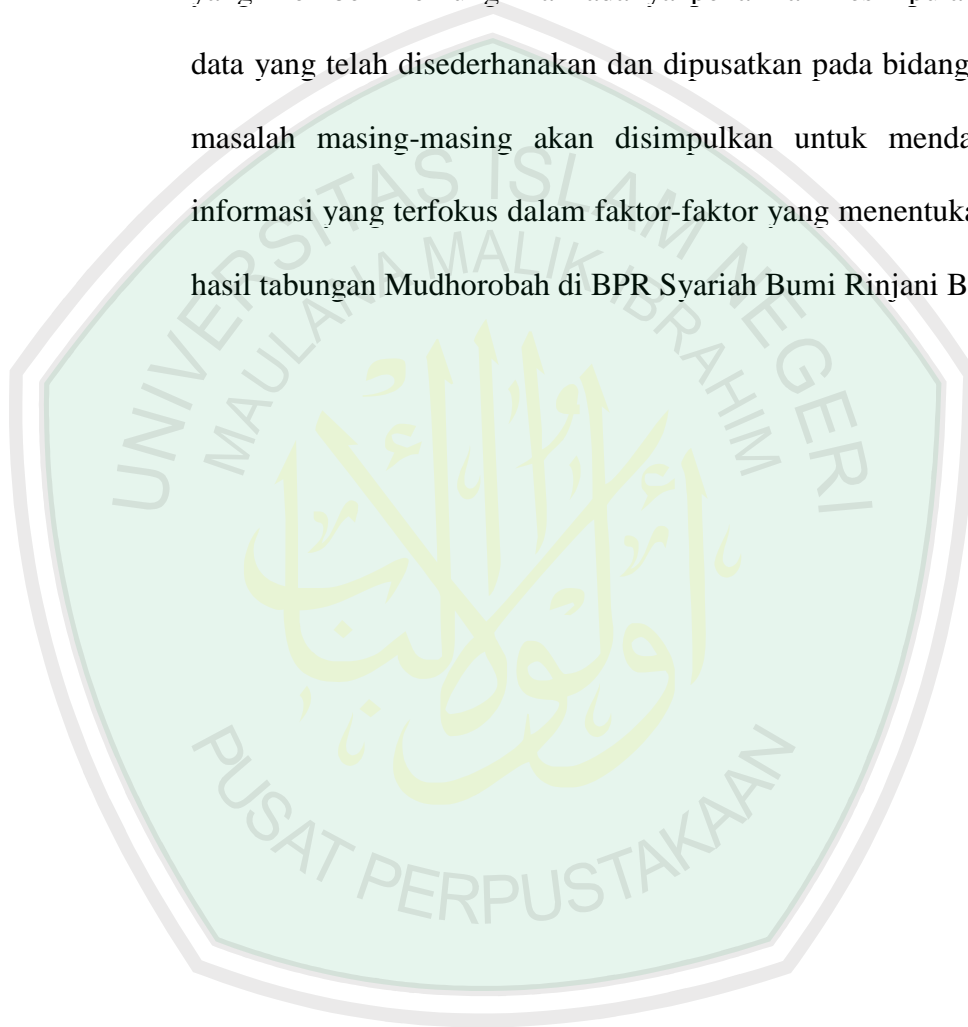 data yang telah disederhanakan dan dipusatkan pada bidang
masalah masing-masing akan disimpulkan untuk menda
informasi yang terfokus dalam faktor-faktor yang menentuka
hasil tabungan Mudhorobah di BPR Syariah Bumi Rinjani B
UNIVERSITAS ISLAM NEGERI
MAULANA MALIK IBRAHIM
PUSAT PERPUSTAKAAN